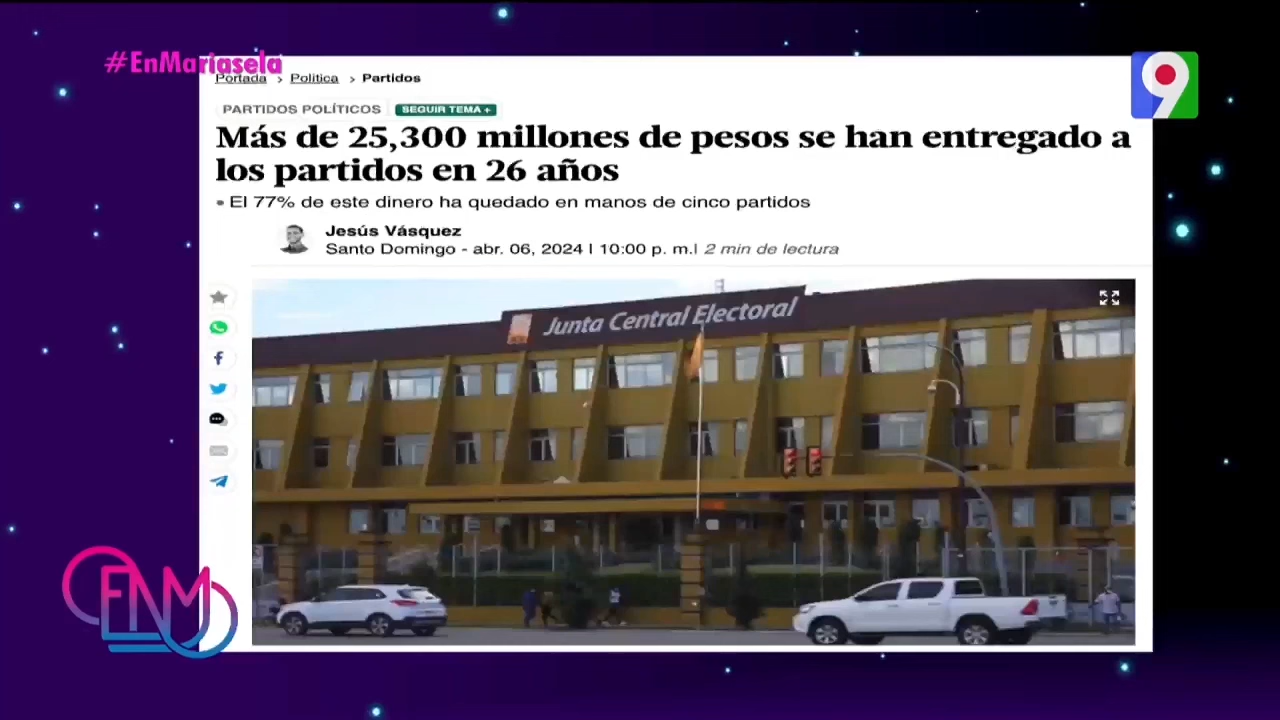 #EnMariasela
9
Portada > Política > Partidos
PARTIDOS POLÍTICOS SEGUIR TEMA +
Más de 25,300 millones de pesos se han entregado a
los partidos en 26 años
• El 77% de este dinero ha quedado en manos de cinco partidos
Jesús Vásquez
Santo Domingo - abr. 06, 2024 | 10:00 p. m.| 2 min de lectura
Junta Central Electoral
ENM